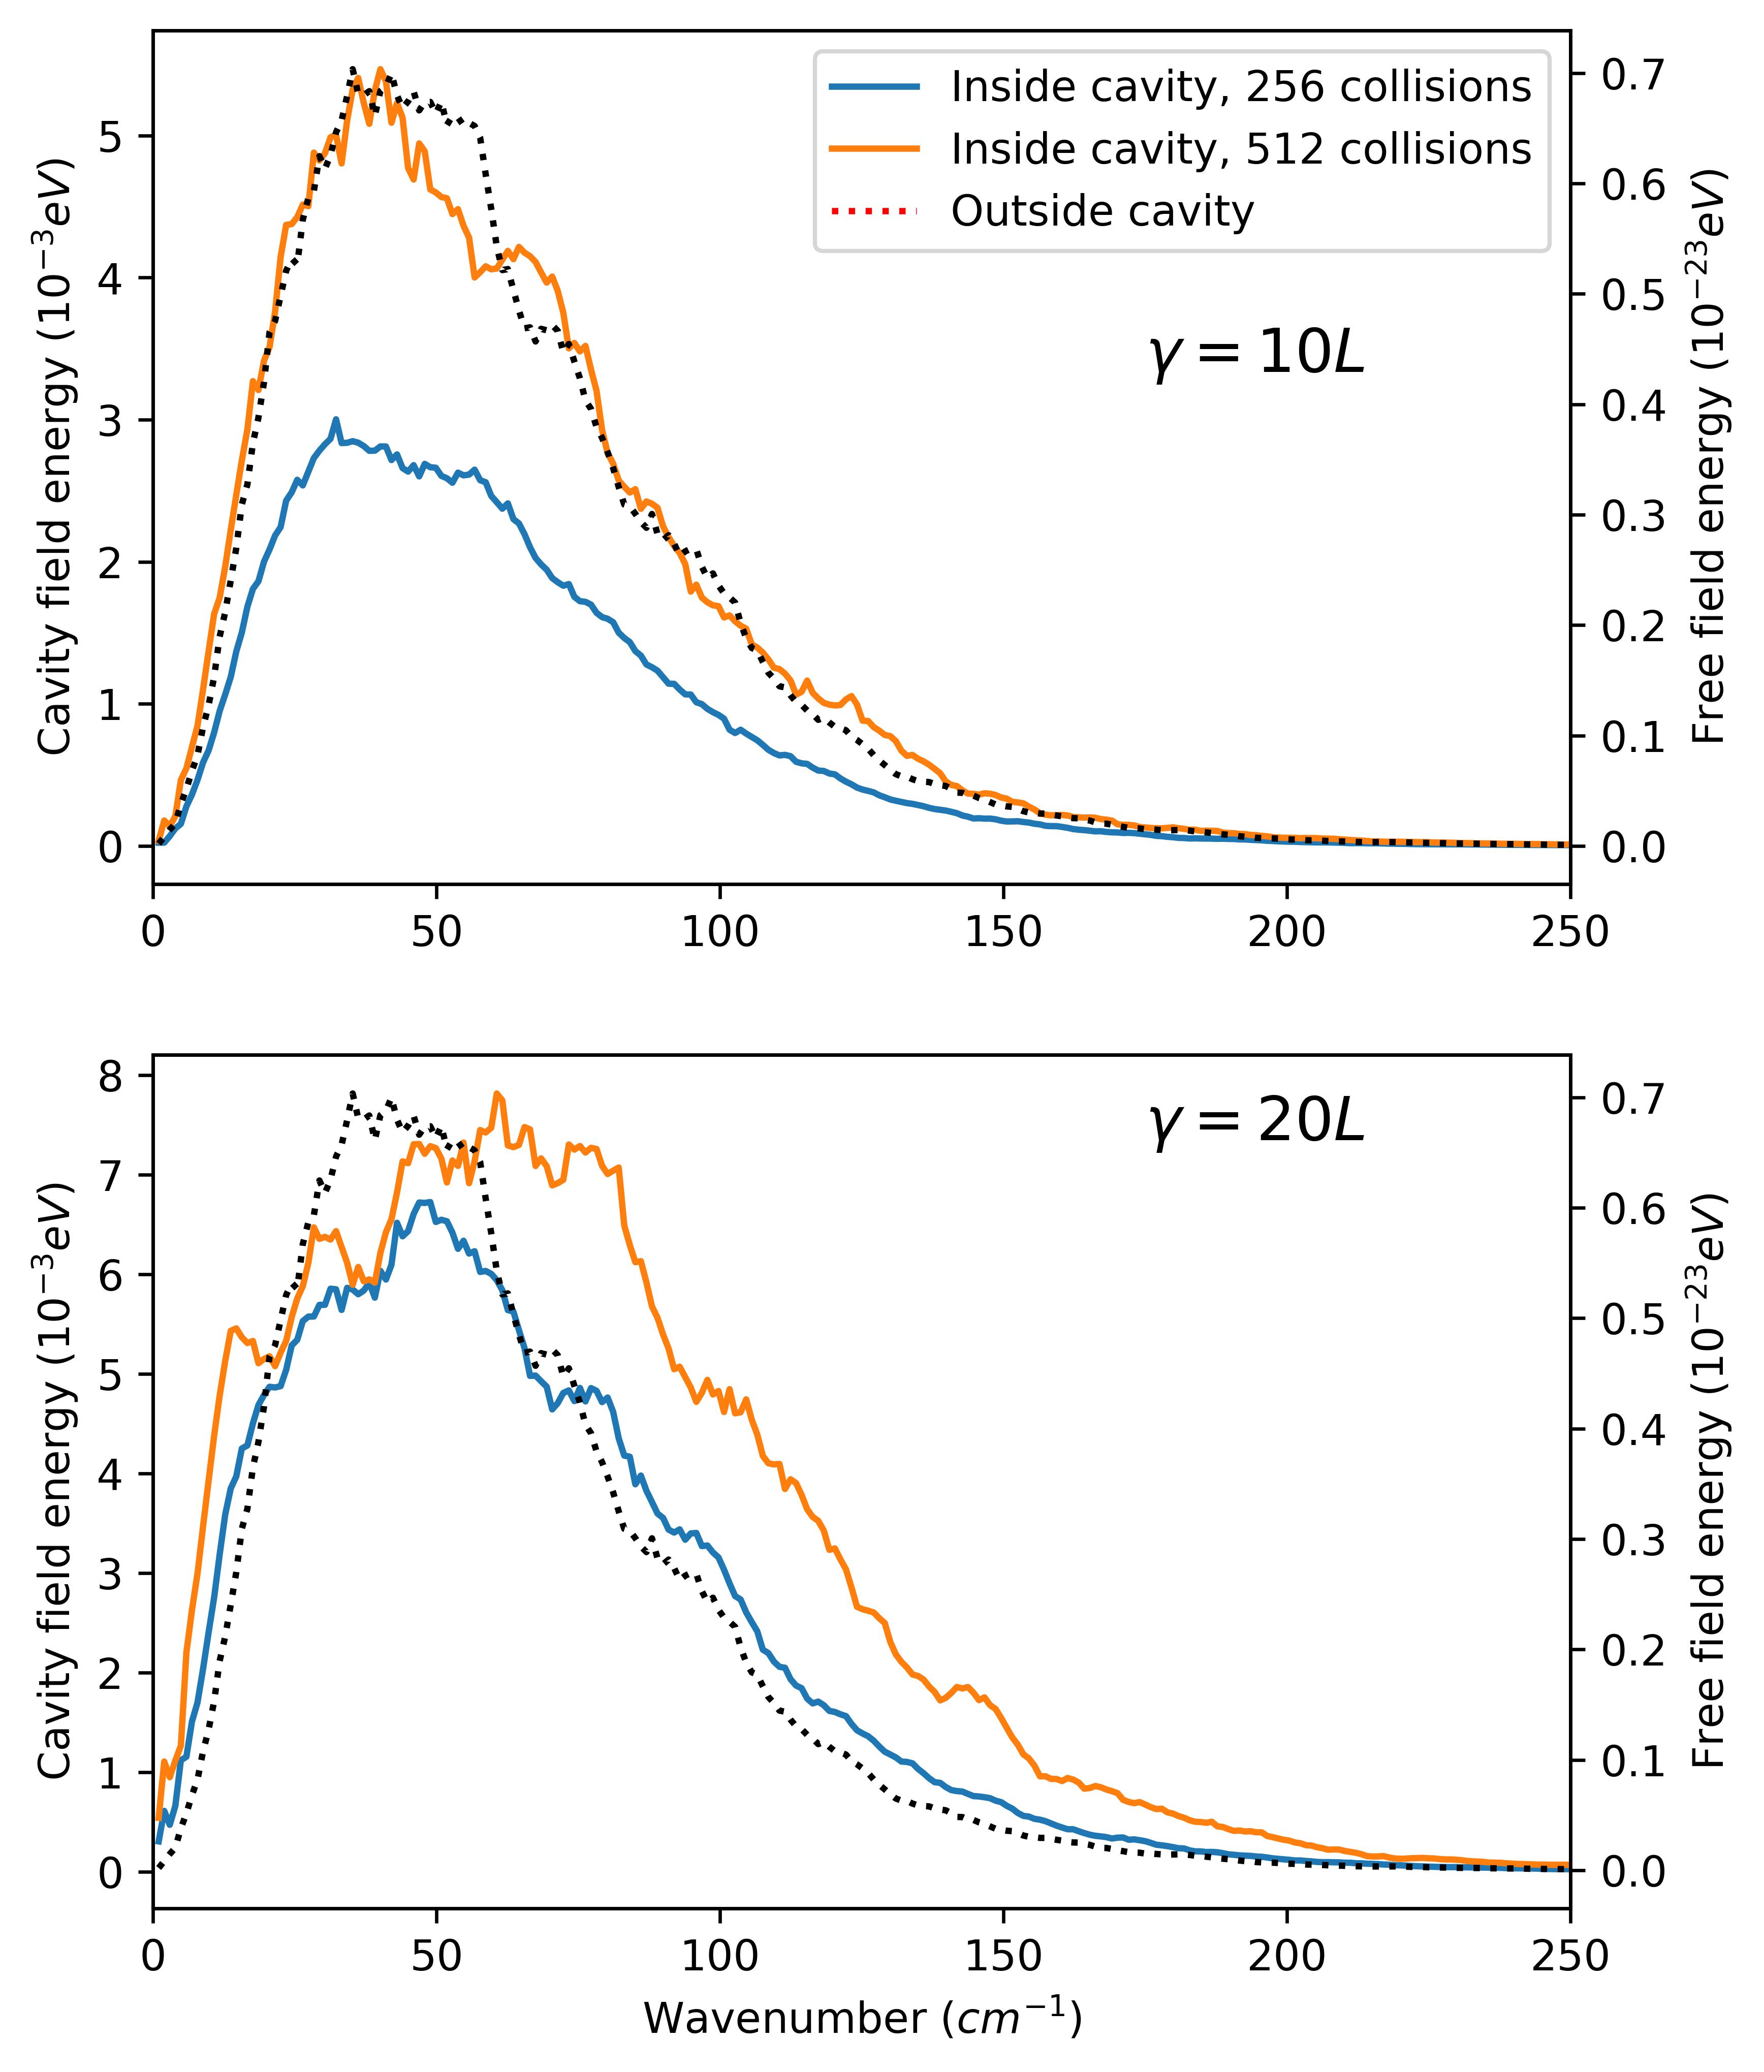 Inside cavity, 256 collisions
Inside cavity, 512 collisions
Outside cavity
γ = 10L
Cavity field energy (10⁻³eV)
Free field energy (10⁻²³eV)
5
4
3
2
1
0
0.7
0.6
0.5
0.4
0.3
0.2
0.1
0.0
0 50 100 150 200 250
γ = 20L
Cavity field energy (10⁻³eV)
Free field energy (10⁻²³eV)
8
7
6
5
4
3
2
1
0
0.7
0.6
0.5
0.4
0.3
0.2
0.1
0.0
0 50 100 150 200 250
Wavenumber (cm⁻¹)